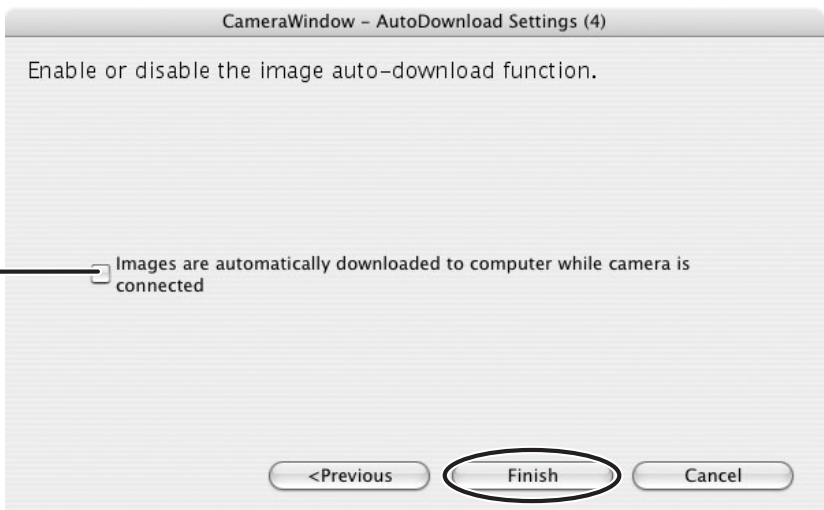 CameraWindow – AutoDownload Settings (4)
Enable or disable the image auto-download function.
Images are automatically downloaded to computer while camera is
connected
<Previous
Finish
Cancel